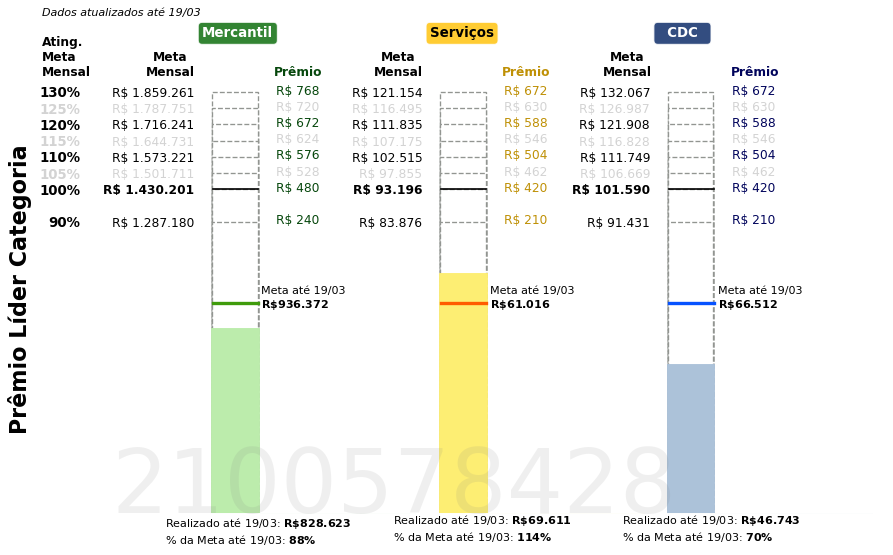 Dados atualizados até 19/03
Mercantil Serviços CDC
Ating. Meta Mensal Meta Mensal Prêmio Meta Mensal Prêmio Meta Mensal Prêmio
130% R$ 1.859.261 R$ 768 R$ 121.154 R$ 672 R$ 132.067 R$ 672
125% R$ 1.787.751 R$ 720 R$ 116.495 R$ 630 R$ 126.987 R$ 630
120% R$ 1.716.241 R$ 672 R$ 111.835 R$ 588 R$ 121.908 R$ 588
115% R$ 1.644.731 R$ 624 R$ 107.175 R$ 546 R$ 116.828 R$ 546
110% R$ 1.573.221 R$ 576 R$ 102.515 R$ 504 R$ 111.749 R$ 504
105% R$ 1.501.711 R$ 528 R$ 97.855 R$ 462 R$ 106.669 R$ 462
100% R$ 1.430.201 R$ 480 R$ 93.196 R$ 420 R$ 101.590 R$ 420
90% R$ 1.287.180 R$ 240 R$ 83.876 R$ 210 R$ 91.431 R$ 210
Meta até 19/03 Meta até 19/03 Meta até 19/03
R$936.372 R$61.016 R$66.512
Prêmio Líder Categoria
2100578428
Realizado até 19/03: R$828.623 Realizado até 19/03: R$69.611 Realizado até 19/03: R$46.743
% da Meta até 19/03: 88% % da Meta até 19/03: 114% % da Meta até 19/03: 70%